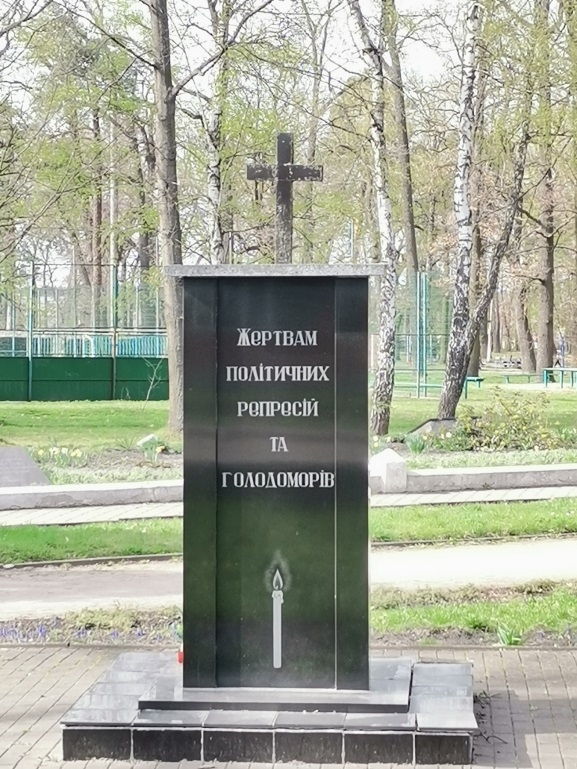 Жертвам
політичних
репресій
та
голодоморів